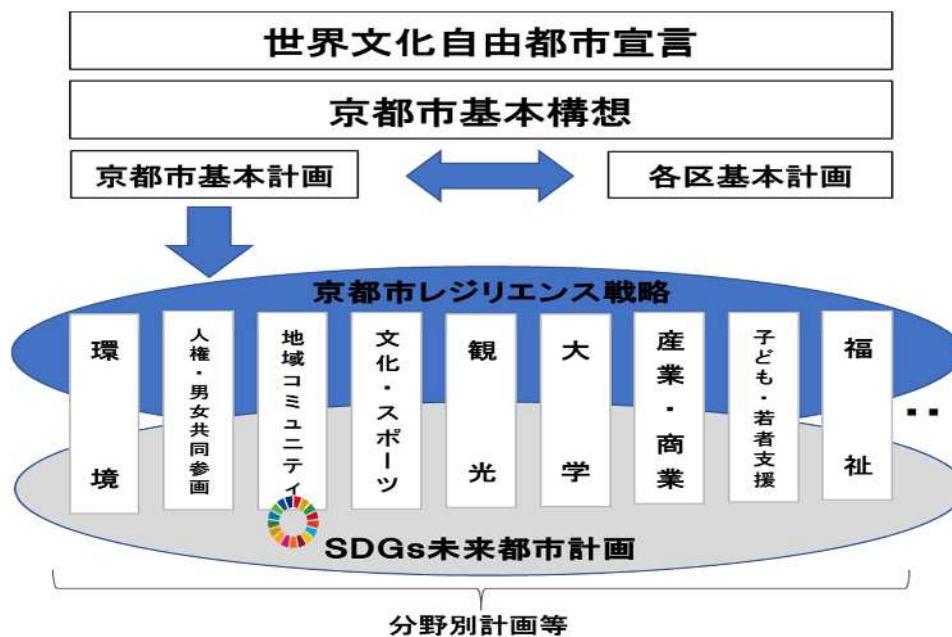 世界文化自由都市宣言
京都市基本構想
京都市基本計画
各区基本計画
京都市レジリエンス戦略
環境
人権・男女共同参画
地域コミュニティ
文化・スポーツ
観光
大学
産業・商業
子ども・若者支援
福祉
・・
SDGs未来都市計画
分野別計画等